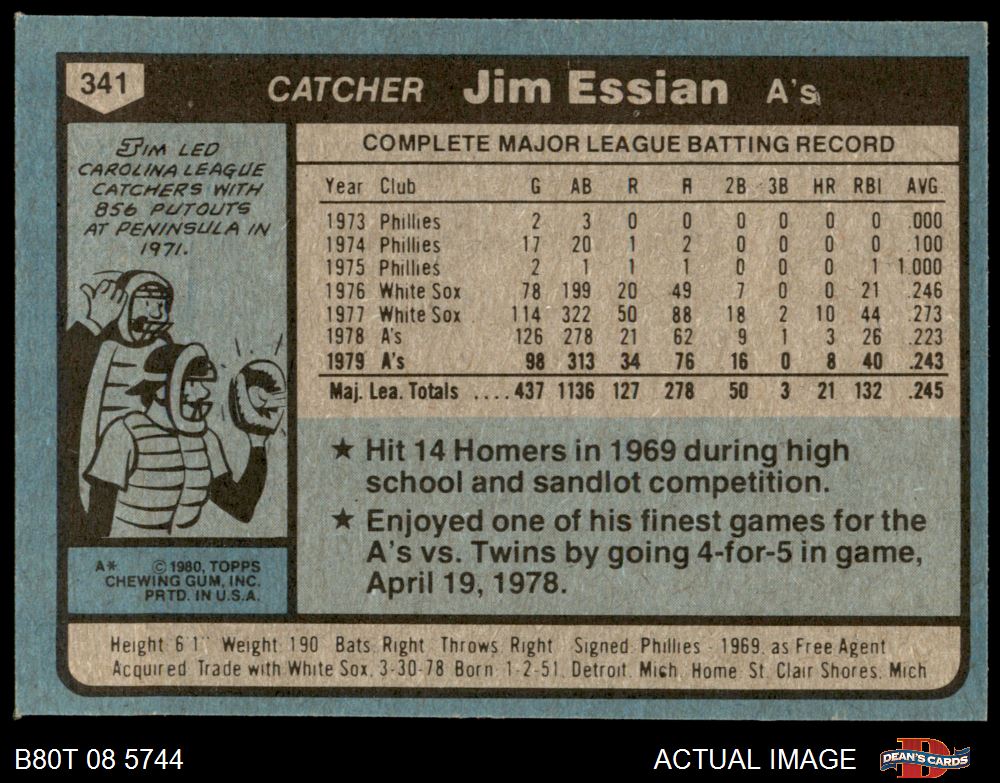 341
CATCHER Jim Essian A's
JIM LED
CAROLINA LEAGUE
CATCHERS WITH
856 PUTOUTS
AT PENINSULA IN
1971.
A* © 1980, TOPPS
CHEWING GUM, INC.
PRTD. IN U.S.A.
COMPLETE MAJOR LEAGUE BATTING RECORD
Year Club G AB R H 2B 3B HR RBI AVG.
1973 Phillies 2 3 0 0 0 0 0 0 .000
1974 Phillies 17 20 1 2 0 0 0 0 .100
1975 Phillies 2 1 1 1 0 0 0 1 1.000
1976 White Sox 78 199 20 49 7 0 0 21 .246
1977 White Sox 114 322 50 88 18 2 10 44 .273
1978 A's 126 278 21 62 9 1 3 26 .223
1979 A's 98 313 34 76 16 0 8 40 .243
Maj. Lea. Totals ....437 1136 127 278 50 3 21 132 .245
★ Hit 14 Homers in 1969 during high
school and sandlot competition.
★ Enjoyed one of his finest games for the
A's vs. Twins by going 4-for-5 in game,
April 19, 1978.
Height: 6'1" Weight: 190 Bats: Right Throws: Right Signed: Phillies - 1969, as Free Agent
Acquired: Trade with White Sox, 3-30-78 Born: 1-2-51, Detroit, Mich. Home: St. Clair Shores, Mich
B80T 08 5744
ACTUAL IMAGE
DEAN'S CARDS